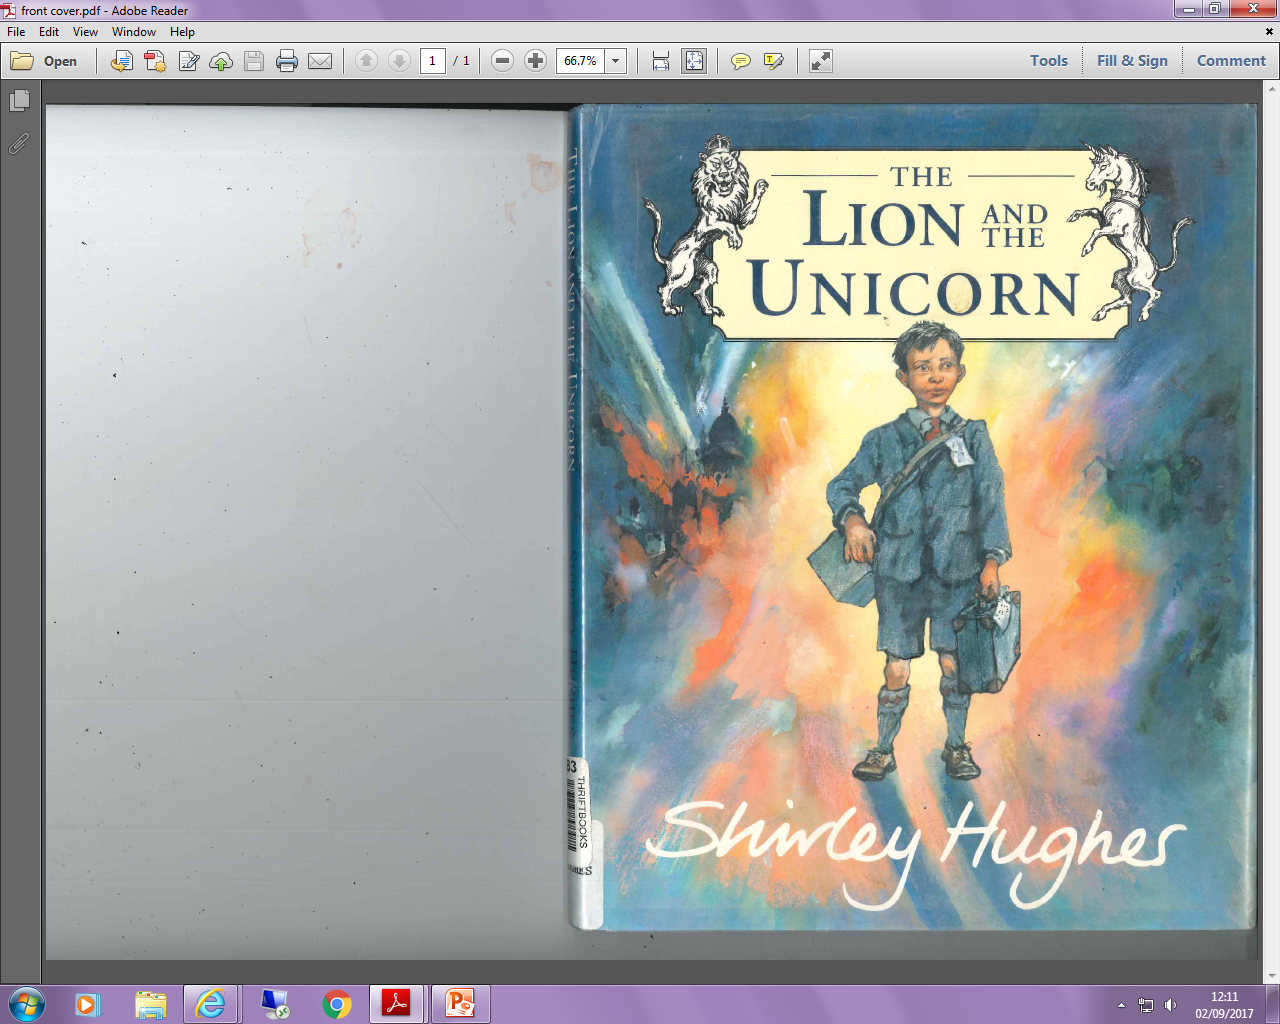 front cover.pdf - Adobe Reader
File Edit View Window Help
Open
1 / 1
66.7%
Tools
Fill & Sign
Comment
THE
LION AND THE
UNICORN
Shirley Hughes
THE LION AND THE UNICORN
33
THRIFTBOOKS
12:11
02/09/2017